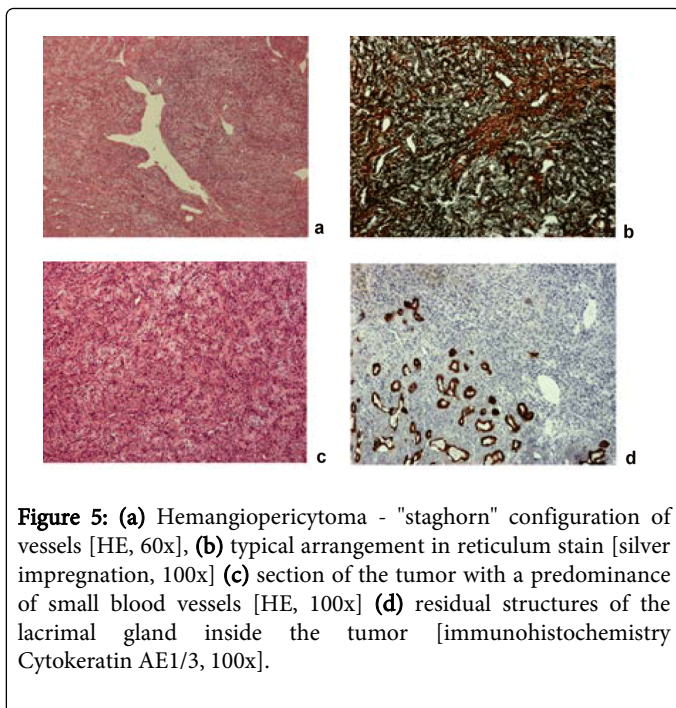 a
b
c
d
Figure 5: (a) Hemangiopericytoma - "staghorn" configuration of
vessels [HE, 60x], (b) typical arrangement in reticulum stain [silver
impregnation, 100x] (c) section of the tumor with a predominance
of small blood vessels [HE, 100x] (d) residual structures of the
lacrimal gland inside the tumor [immunohistochemistry
Cytokeratin AE1/3, 100x].